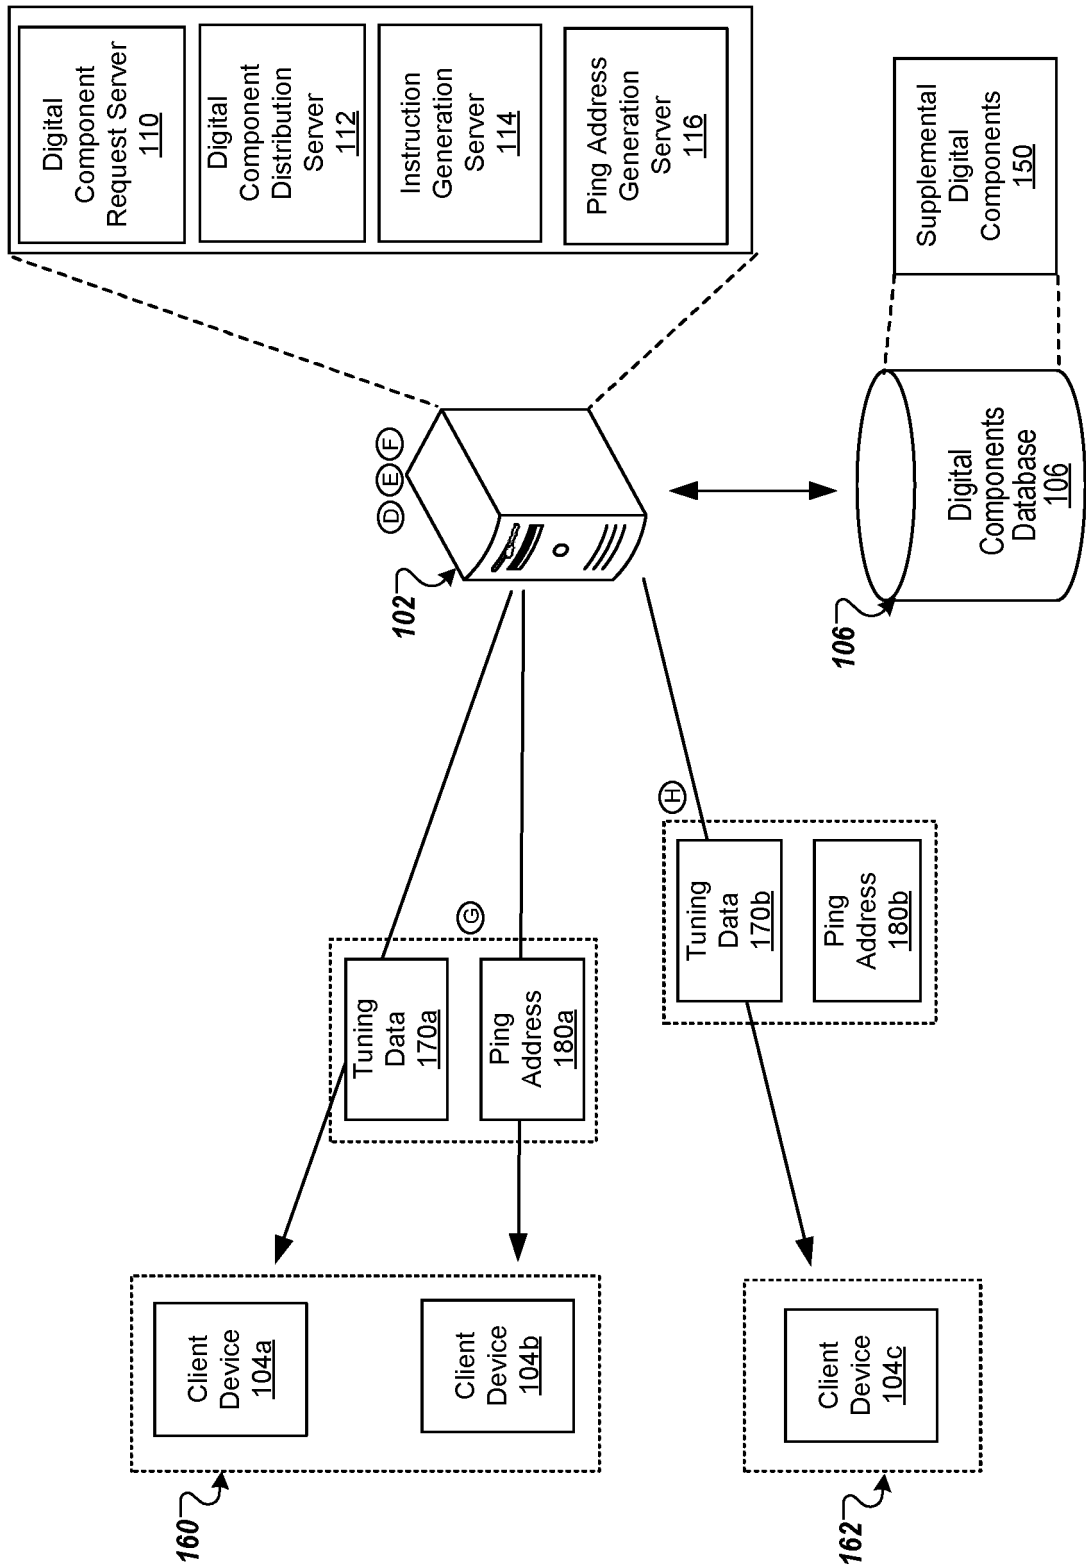 Digital
Component
Request Server
110
Digital
Component
Distribution
Server
112
Instruction
Generation
Server
114
Ping Address
Generation
Server
116
D
E
F
102
Supplemental
Digital
Components
150
Digital
Components
Database
106
106
G
Tuning
Data
170a
Ping
Address
180a
H
Tuning
Data
170b
Ping
Address
180b
Client
Device
104a
Client
Device
104b
160
Client
Device
104c
162